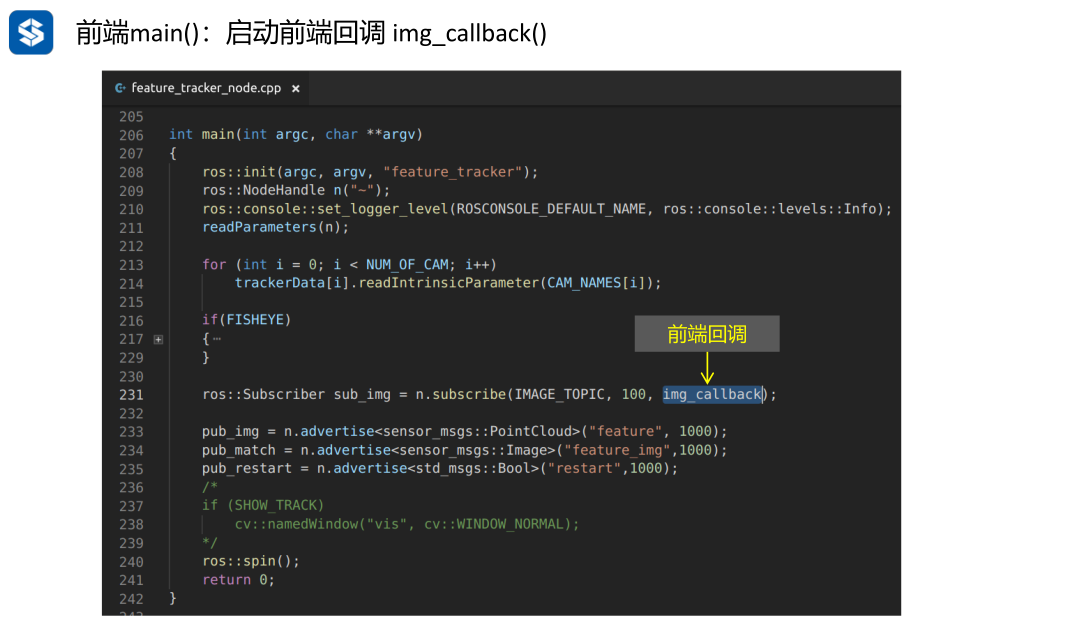 前端main()：启动前端回调 img_callback()
feature_tracker_node.cpp ×
205
206 int main(int argc, char **argv)
207 {
208 ros::init(argc, argv, "feature_tracker");
209 ros::NodeHandle n("~");
210 ros::console::set_logger_level(ROSCONSOLE_DEFAULT_NAME, ros::console::levels::Info);
211 readParameters(n);
212
213 for (int i = 0; i < NUM_OF_CAM; i++)
214 trackerData[i].readIntrinsicParameter(CAM_NAMES[i]);
215
216 if(FISHEYE)
217 {⋯
229 }
前端回调
230
231 ros::Subscriber sub_img = n.subscribe(IMAGE_TOPIC, 100, img_callback);
232
233 pub_img = n.advertise<sensor_msgs::PointCloud>("feature", 1000);
234 pub_match = n.advertise<sensor_msgs::Image>("feature_img",1000);
235 pub_restart = n.advertise<std_msgs::Bool>("restart",1000);
236 /*
237 if (SHOW_TRACK)
238 cv::namedWindow("vis", cv::WINDOW_NORMAL);
239 */
240 ros::spin();
241 return 0;
242 }